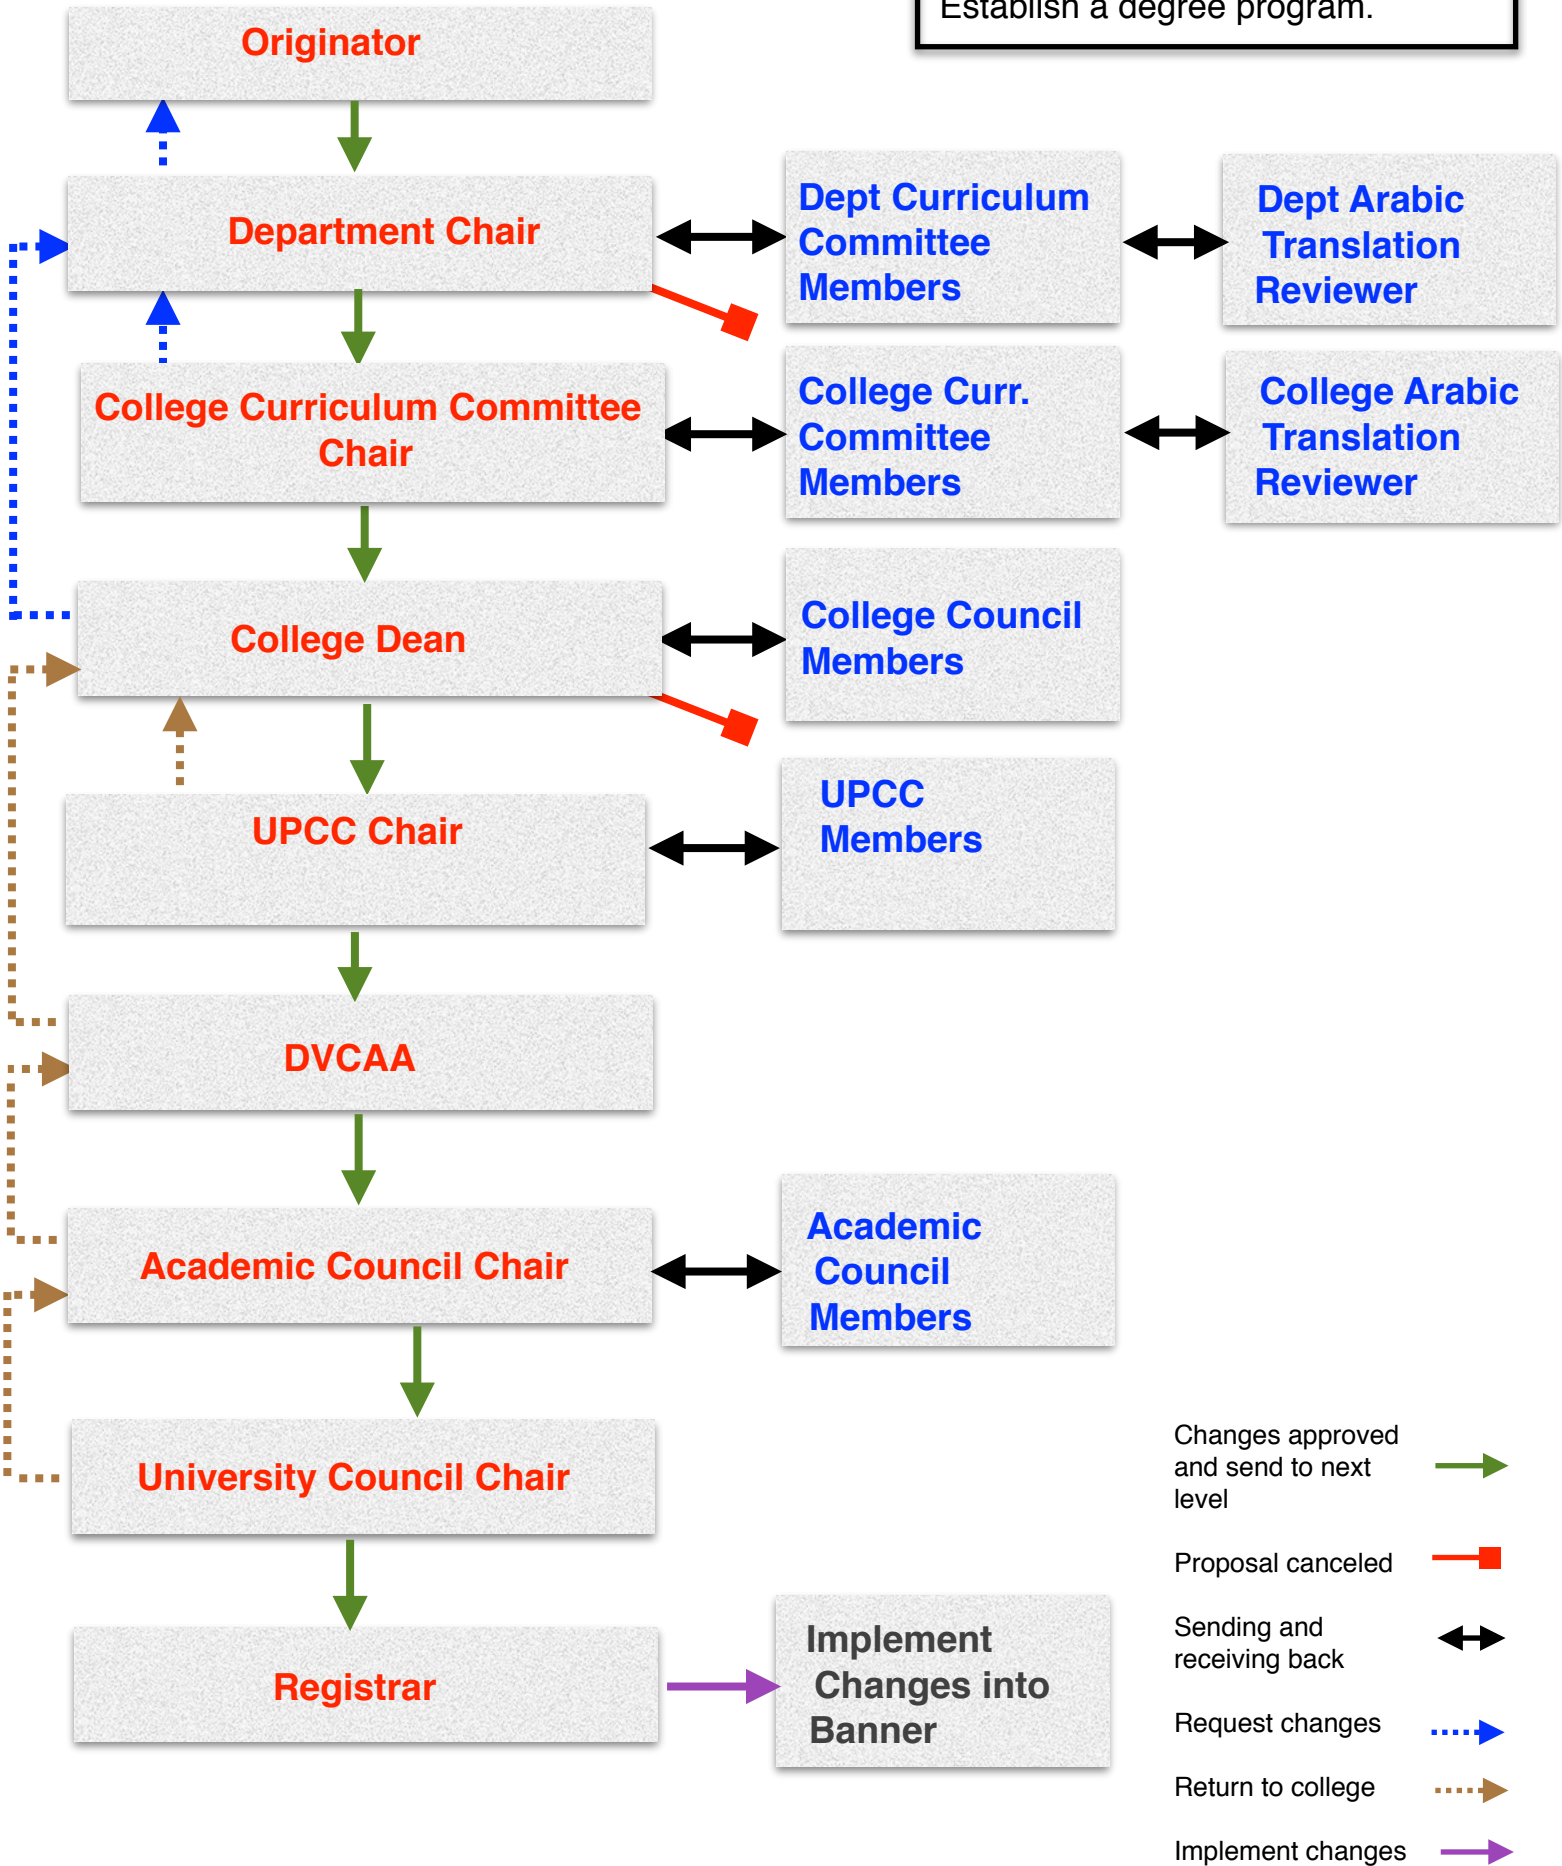 Establish a degree program.
Originator
Department Chair
Dept Curriculum
Committee
Members
Dept Arabic
Translation
Reviewer
College Curriculum Committee
Chair
College Curr.
Committee
Members
College Arabic
Translation
Reviewer
College Dean
College Council
Members
UPCC Chair
UPCC
Members
DVCAA
Academic Council Chair
Academic
Council
Members
University Council Chair
Registrar
Implement
Changes into
Banner
Changes approved
and send to next
level
Proposal canceled
Sending and
receiving back
Request changes
Return to college
Implement changes